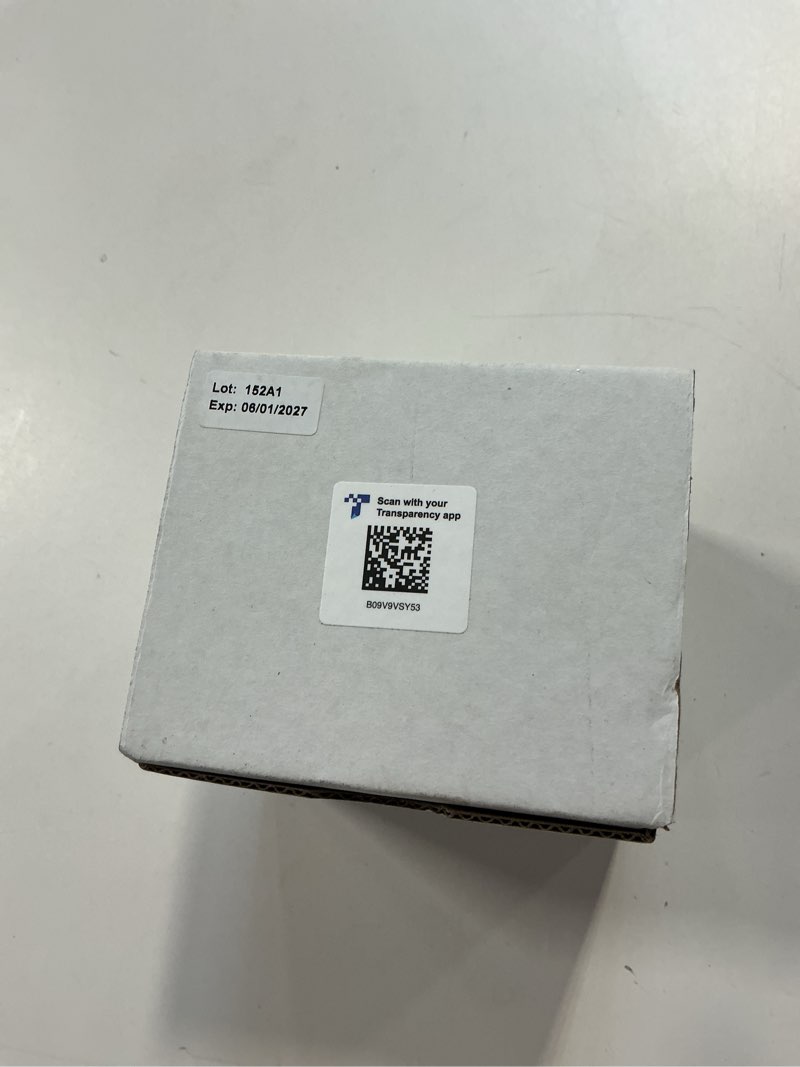 Lot: 152A1
Exp: 06/01/2027
Scan with your
Transparency app
B09V9VSY53